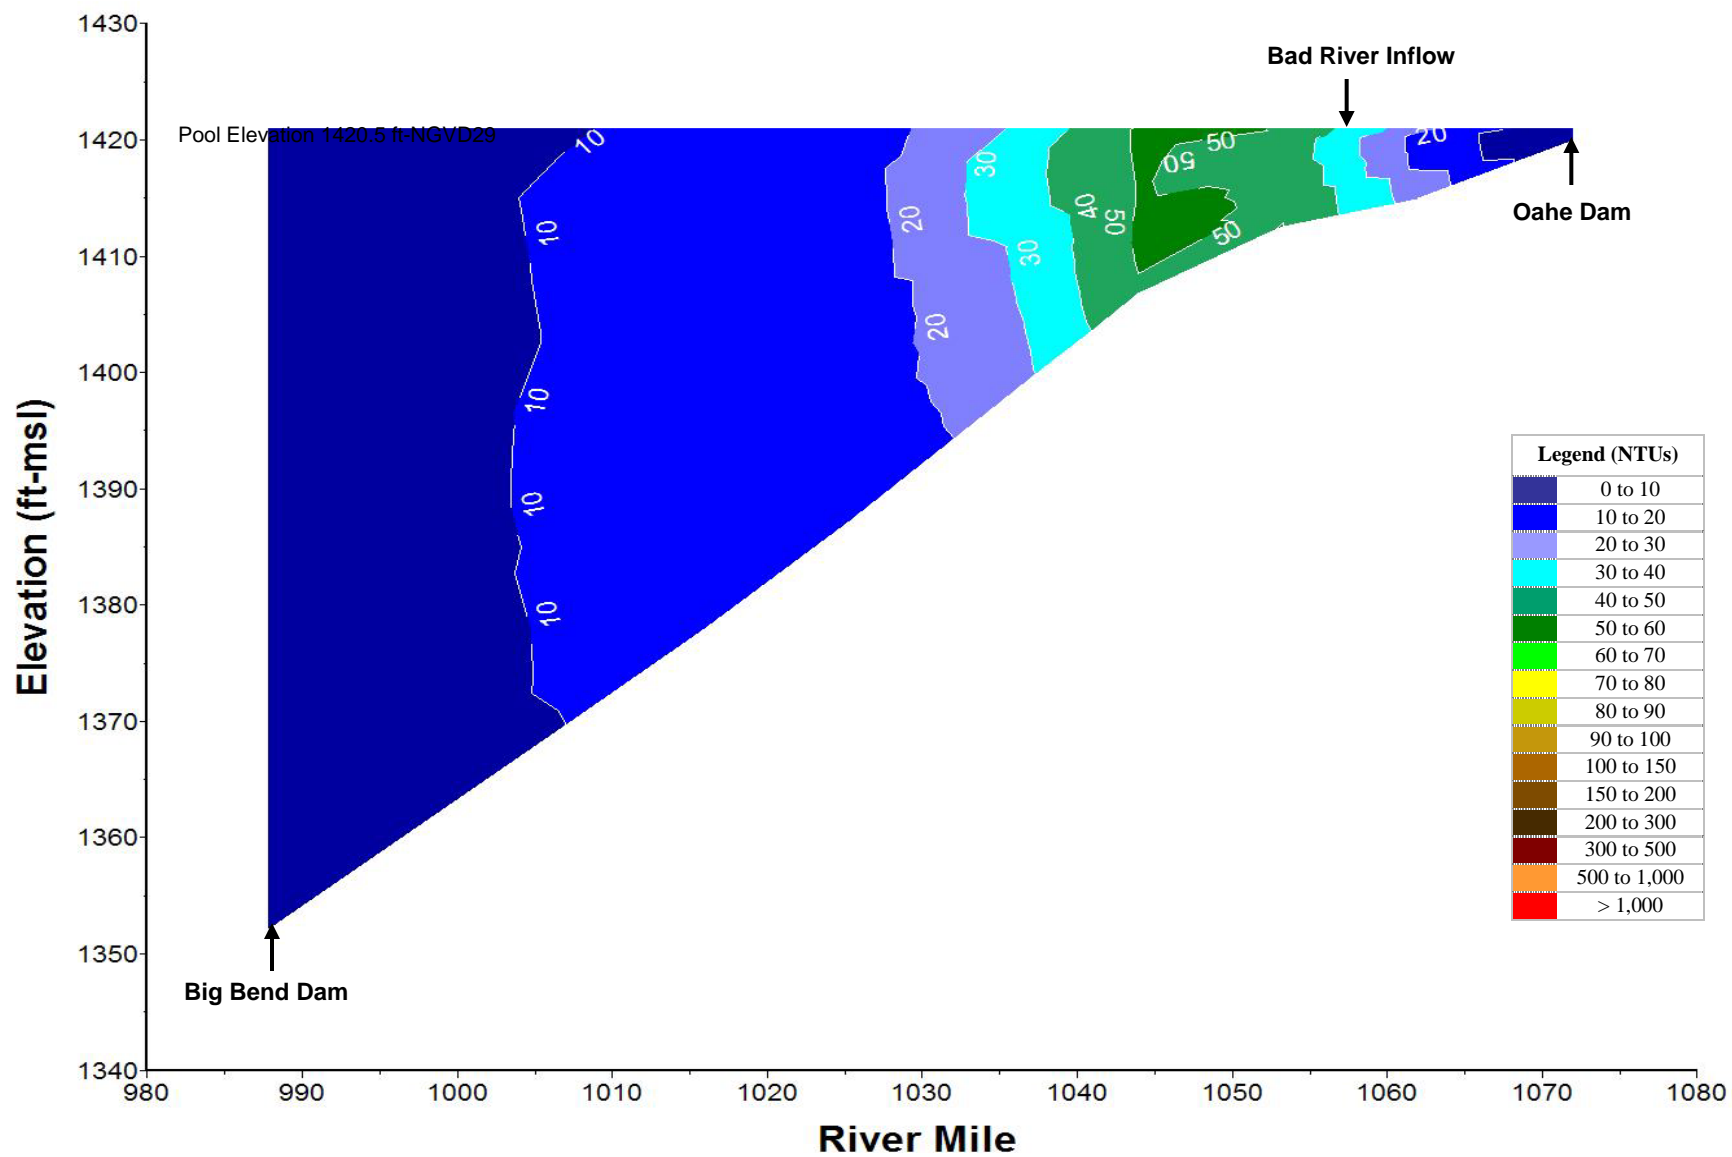 1430
1420
1410
1400
1390
1380
1370
1360
1350
1340
Elevation (ft-msl)
980
990
1000
1010
1020
1030
1040
1050
1060
1070
1080
River Mile
Pool Elevation 1420.5 ft-NGVD29
Bad River Inflow
Oahe Dam
Big Bend Dam
10
10
10
10
10
20
20
30
30
40
50
50
50
50
20
Legend (NTUs)
0 to 10
10 to 20
20 to 30
30 to 40
40 to 50
50 to 60
60 to 70
70 to 80
80 to 90
90 to 100
100 to 150
150 to 200
200 to 300
300 to 500
500 to 1,000
> 1,000